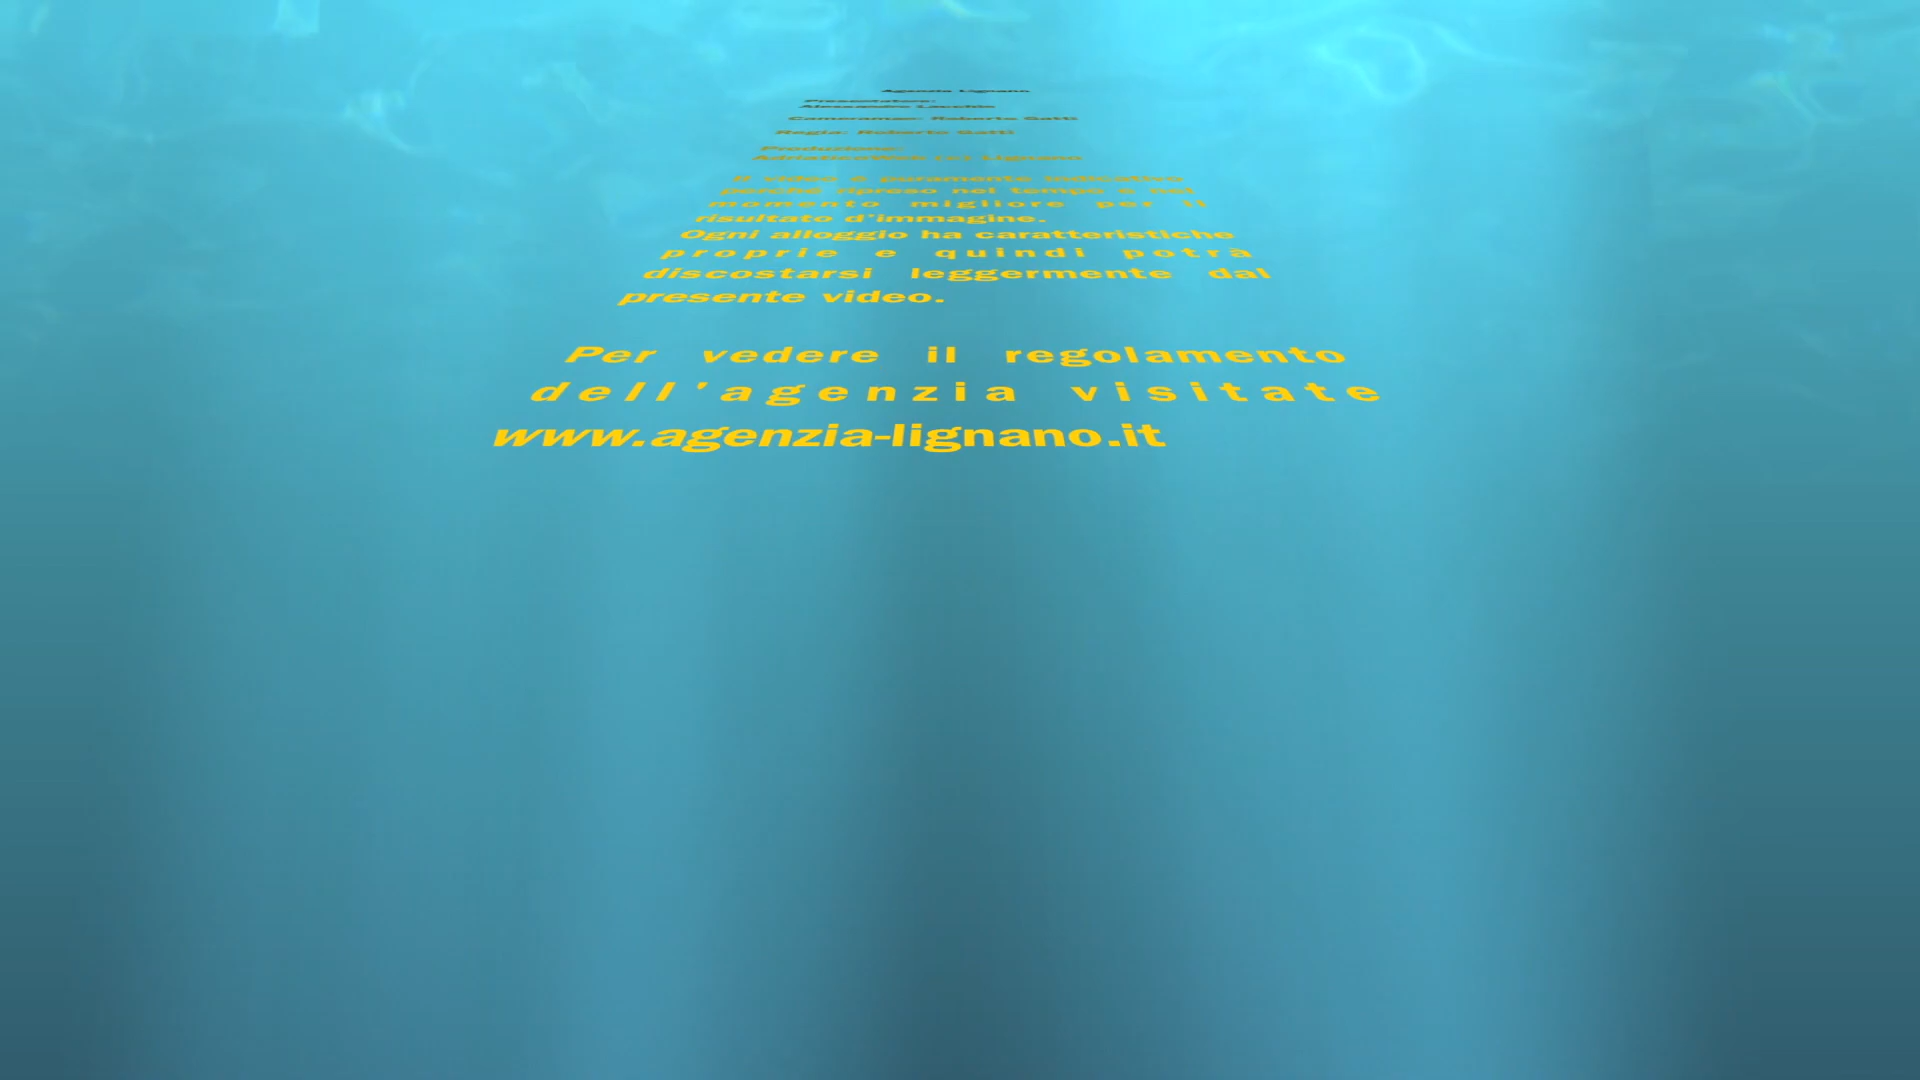 Agenzia Lignano
Presentatore:
Alessandro
Cameraman: Roberto Gatti
Regia: Roberto Gatti
Produzione:
AdriaticoWeb (c) Lignano
Il video è puramente indicativo
perchè ripreso nel tempo e nel
momento migliore per il
risultato d'immagine.
Ogni alloggio ha caratteristiche
proprie e quindi potrà
discostarsi leggermente dal
presente video.
Per vedere il regolamento
dell'agenzia visitate
www.agenzia-lignano.it